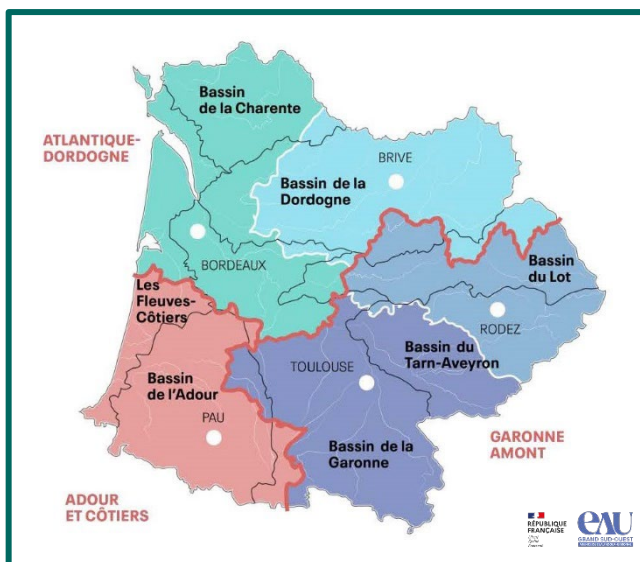 Bassin
de la Charente
ATLANTIQUE-
DORDOGNE
BRIVE
Bassin de la
Dordogne
BORDEAUX
Bassin
du Lot
Les
Fleuves-
Côtiers
RODEZ
Bassin du
Tarn-Aveyron
TOULOUSE
Bassin
de l'Adour
PAU
Bassin de la
Garonne
GARONNE
AMONT
ADOUR
ET CÔTIERS
RÉPUBLIQUE
FRANÇAISE
eau
GRAND SUD-OUEST